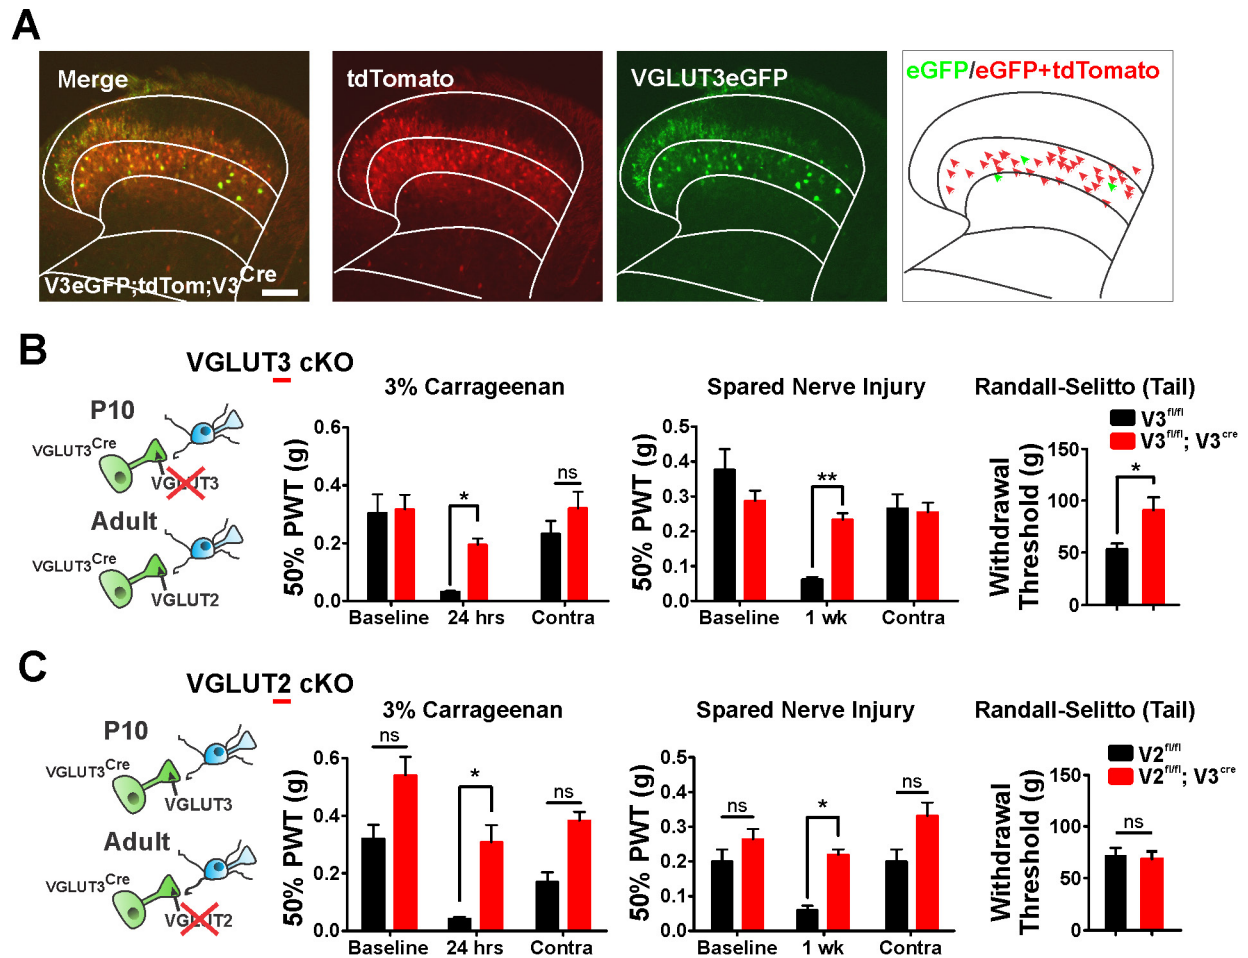 A
Merge
tdTomato
VGLUT3eGFP
eGFP/eGFP+tdTomato
V3eGFP;tdTom;V3Cre
B
VGLUT3 cKO
P10
VGLUT3Cre
VGLUT3
Adult
VGLUT3Cre
VGLUT2
3% Carrageenan
50% PWT (g)
0.6
0.4
0.2
0.0
*
ns
Baseline
24 hrs
Contra
Spared Nerve Injury
50% PWT (g)
0.5
0.4
0.3
0.2
0.1
0.0
**
Baseline
1 wk
Contra
Randall-Selitto (Tail)
V3fl/fl
V3fl/fl; V3cre
Withdrawal
Threshold (g)
150
100
50
0
*
C
VGLUT2 cKO
P10
VGLUT3Cre
VGLUT3
Adult
VGLUT3Cre
VGLUT2
3% Carrageenan
50% PWT (g)
0.6
0.4
0.2
0.0
ns
*
ns
Baseline
24 hrs
Contra
Spared Nerve Injury
50% PWT (g)
0.5
0.4
0.3
0.2
0.1
0.0
ns
*
ns
Baseline
1 wk
Contra
Randall-Selitto (Tail)
V2fl/fl
V2fl/fl; V3cre
Withdrawal
Threshold (g)
150
100
50
0
ns